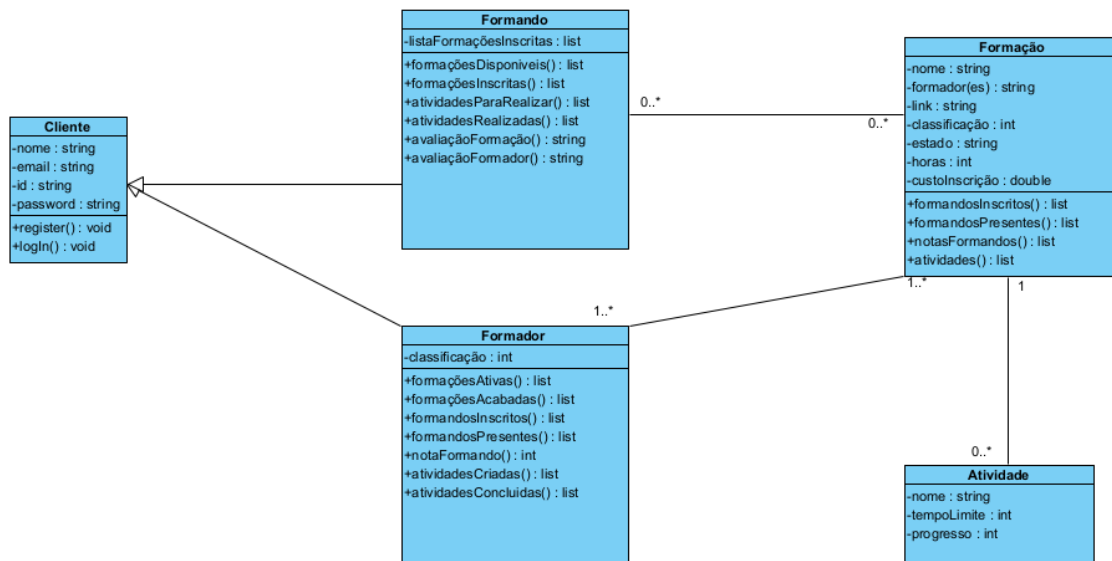 Formando
-listaFormaçõesInscritas : list
+formaçõesDisponiveis() : list
+formaçõesInscritas() : list
+atividadesParaRealizar() : list
+atividadesRealizadas() : list
+avaliaçãoFormação() : string
+avaliaçãoFormador() : string
Formação
-nome : string
-formador(es) : string
-link : string
-classificação : int
-estado : string
-horas : int
-custoInscrição : double
+formandosInscritos() : list
+formandosPresentes() : list
+notasFormandos() : list
+atividades() : list
0..*
0..*
Cliente
-nome : string
-email : string
-id : string
-password : string
+register() : void
+logIn() : void
1..*
1
1..*
Formador
-classificação : int
+formaçõesAtivas() : list
+formaçõesAcabadas() : list
+formandosInscritos() : list
+formandosPresentes() : list
+notaFormando() : int
+atividadesCriadas() : list
+atividadesConcluidas() : list
0..*
Atividade
-nome : string
-tempoLimite : int
-progresso : int